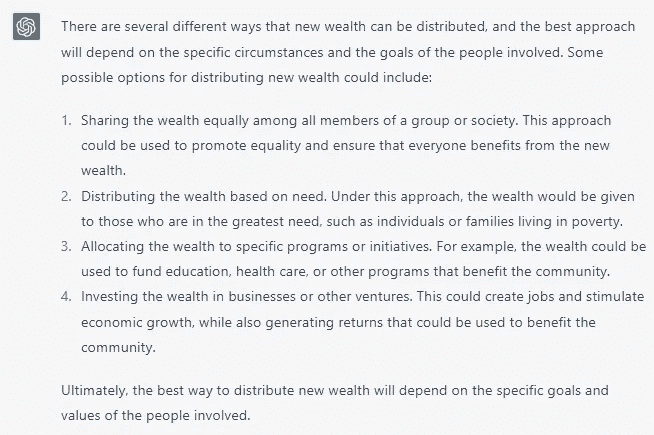 There are several different ways that new wealth can be distributed, and the best approach
will depend on the specific circumstances and the goals of the people involved. Some
possible options for distributing new wealth could include:
1. Sharing the wealth equally among all members of a group or society. This approach
could be used to promote equality and ensure that everyone benefits from the new
wealth.
2. Distributing the wealth based on need. Under this approach, the wealth would be given
to those who are in the greatest need, such as individuals or families living in poverty.
3. Allocating the wealth to specific programs or initiatives. For example, the wealth could be
used to fund education, health care, or other programs that benefit the community.
4. Investing the wealth in businesses or other ventures. This could create jobs and stimulate
economic growth, while also generating returns that could be used to benefit the
community.
Ultimately, the best way to distribute new wealth will depend on the specific goals and
values of the people involved.